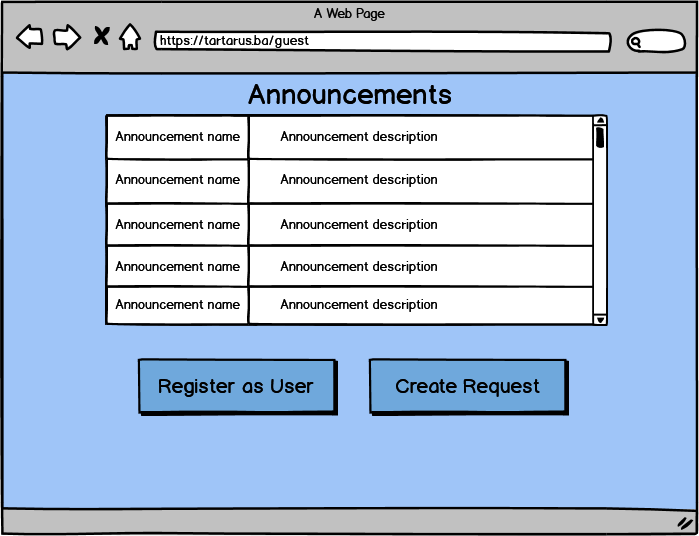 A Web Page
https://tartarus.ba/guest
Announcements
Announcement name Announcement description
Announcement name Announcement description
Announcement name Announcement description
Announcement name Announcement description
Announcement name Announcement description
Register as User Create Request